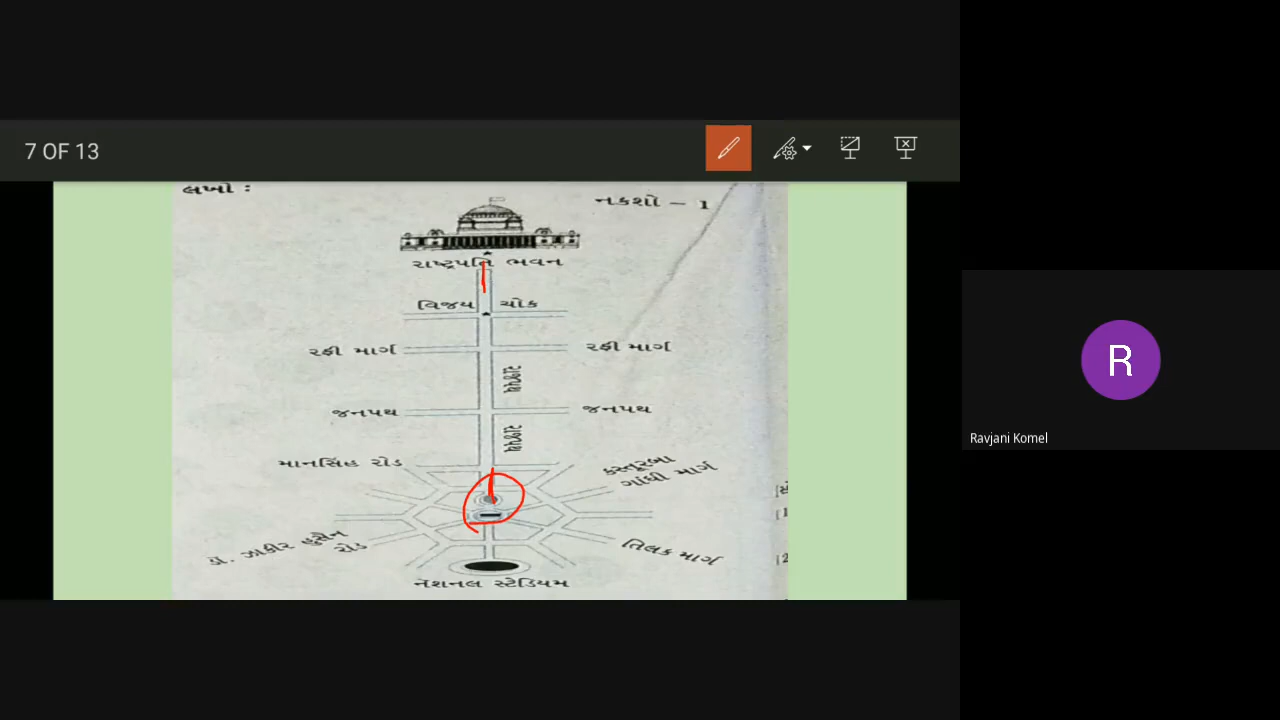 7 OF 13
લખો :
નકશો - 1
રાષ્ટ્રપતિ ભવન
વિજય ચોક
રફી માર્ગ રફી માર્ગ
રાજપથ
જનપથ જનપથ
રાજપથ
માનસિંહ રોડ
કસ્તૂરબા
ગાંધી માર્ગ
ડૉ. ઝાકીર હુસૈન
રોડ
તિલક માર્ગ
નેશનલ સ્ટેડિયમ
R
Ravjani Komel